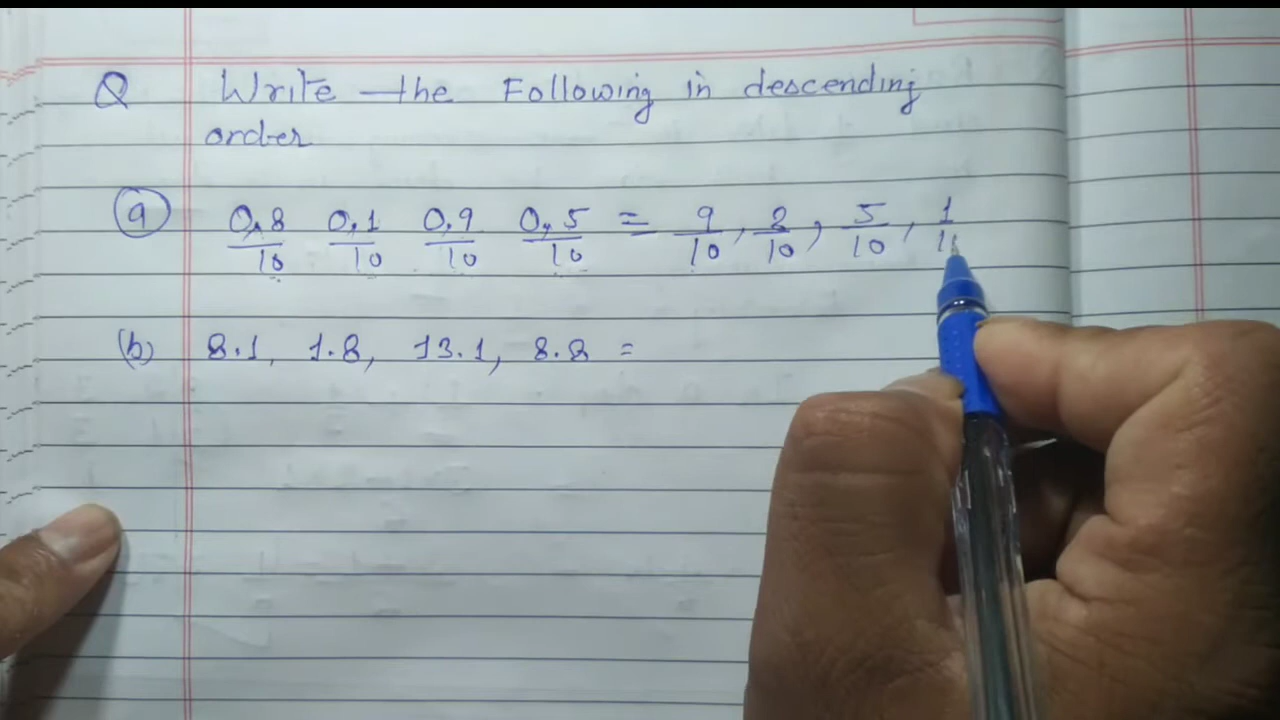 Q Write the Following in descending
order
(a) 0.8/10 0.1/10 0.9/10 0.5/10 = 9/10, 8/10, 5/10, 1/10
(b) 8.1, 1.8, 13.1, 8.8 =